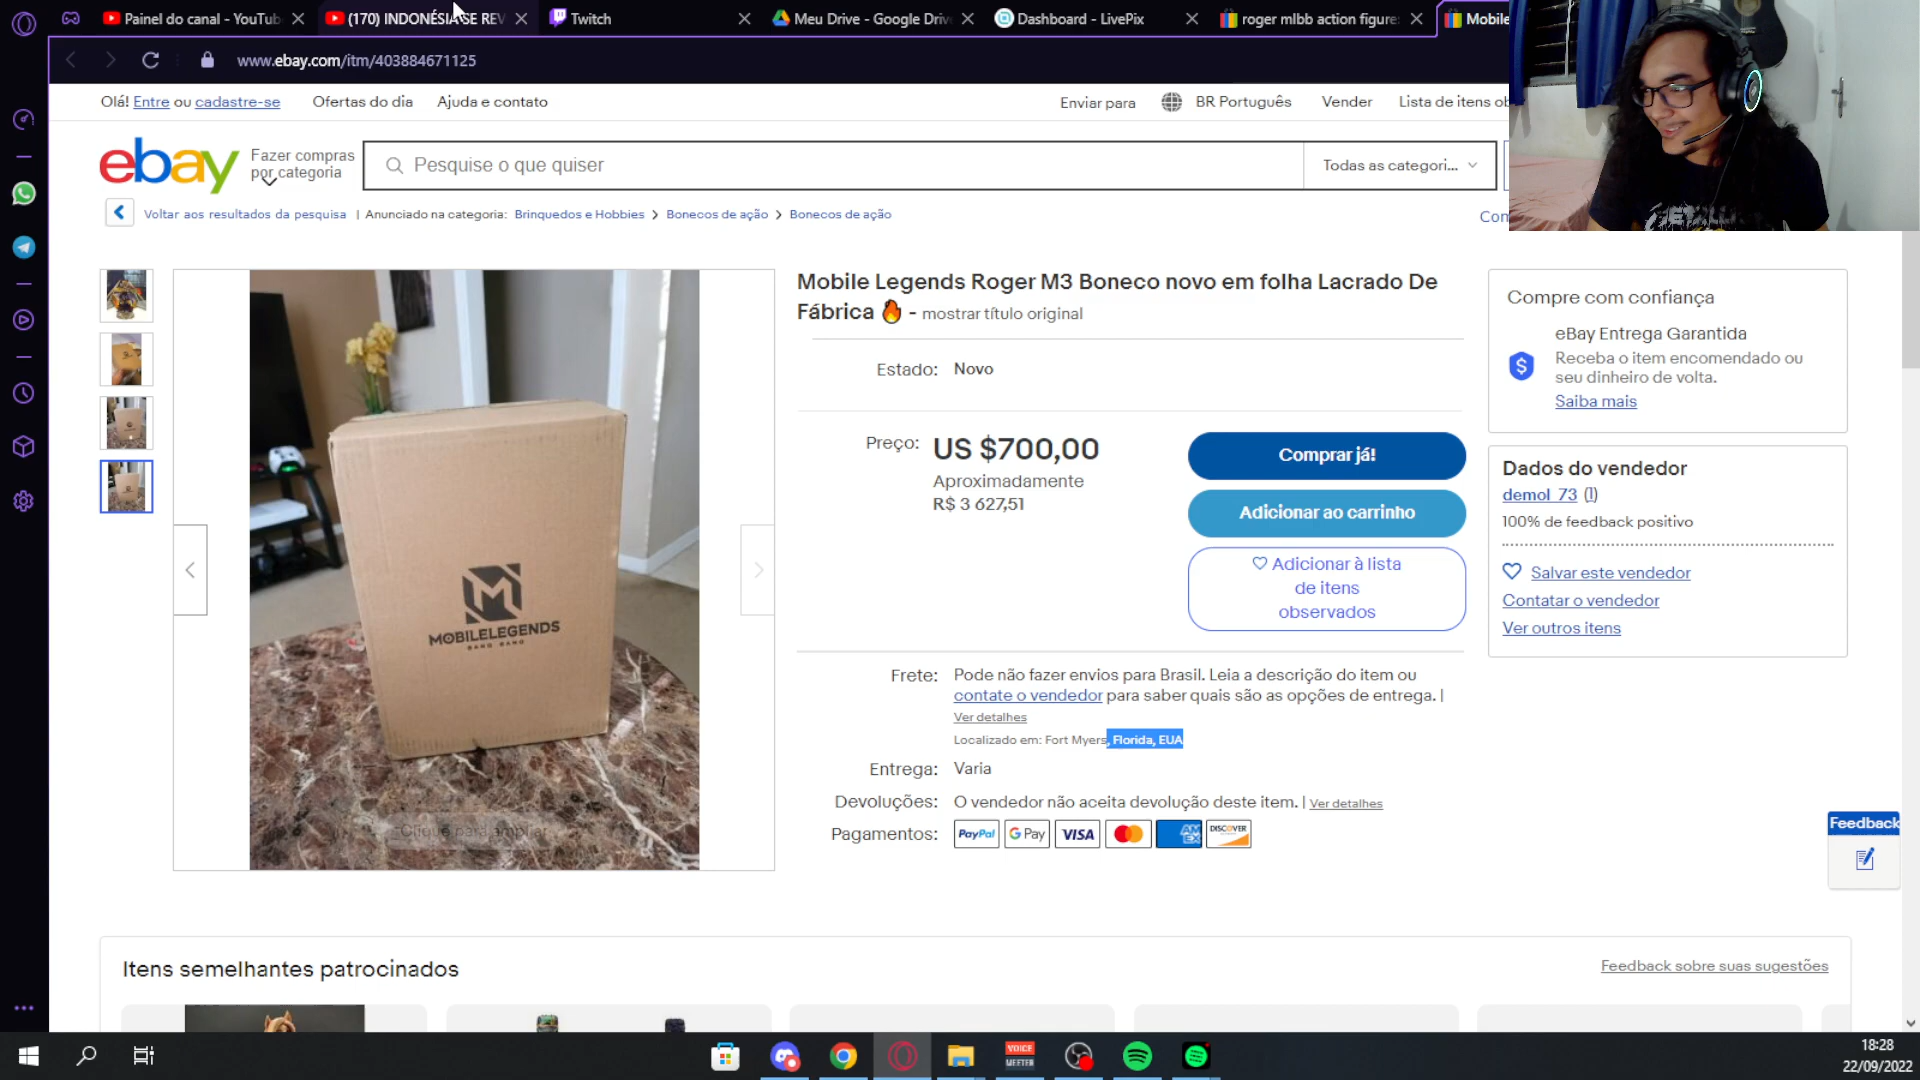 Painel do canal - YouTub
(170) INDONÉSIA SE REV
Twitch
Meu Drive - Google Driv
Dashboard - LivePix
roger mlbb action figure
Mobile
www.ebay.com/itm/403884671125
Olá! Entre ou cadastre-se
Ofertas do dia
Ajuda e contato
Enviar para
BR Português
Vender
Lista de itens ob
ebay
Fazer compras
por categoria
Pesquise o que quiser
Todas as categori...
Voltar aos resultados da pesquisa | Anunciado na categoria: Brinquedos e Hobbies > Bonecos de ação > Bonecos de ação
Mobile Legends Roger M3 Boneco novo em folha Lacrado De
Fábrica 🔥 - mostrar título original
Estado: Novo
Preço: US $700,00
Aproximadamente
R$ 3 627,51
Comprar já!
Adicionar ao carrinho
Adicionar à lista
de itens
observados
Frete: Pode não fazer envios para Brasil. Leia a descrição do item ou
contate o vendedor para saber quais são as opções de entrega. |
Ver detalhes
Localizado em: Fort Myers, Florida, EUA
Entrega: Varia
Devoluções: O vendedor não aceita devolução deste item. | Ver detalhes
Pagamentos: PayPal G Pay VISA AMEX DISCOVER
MOBILELEGENDS
BANG BANG
Clique para ampliar
Compre com confiança
eBay Entrega Garantida
Receba o item encomendado ou
seu dinheiro de volta.
Saiba mais
Dados do vendedor
demol_73 (1)
100% de feedback positivo
Salvar este vendedor
Contatar o vendedor
Ver outros itens
Feedback
Itens semelhantes patrocinados
Feedback sobre suas sugestões
VOICE
MEETER
18:28
22/09/2022